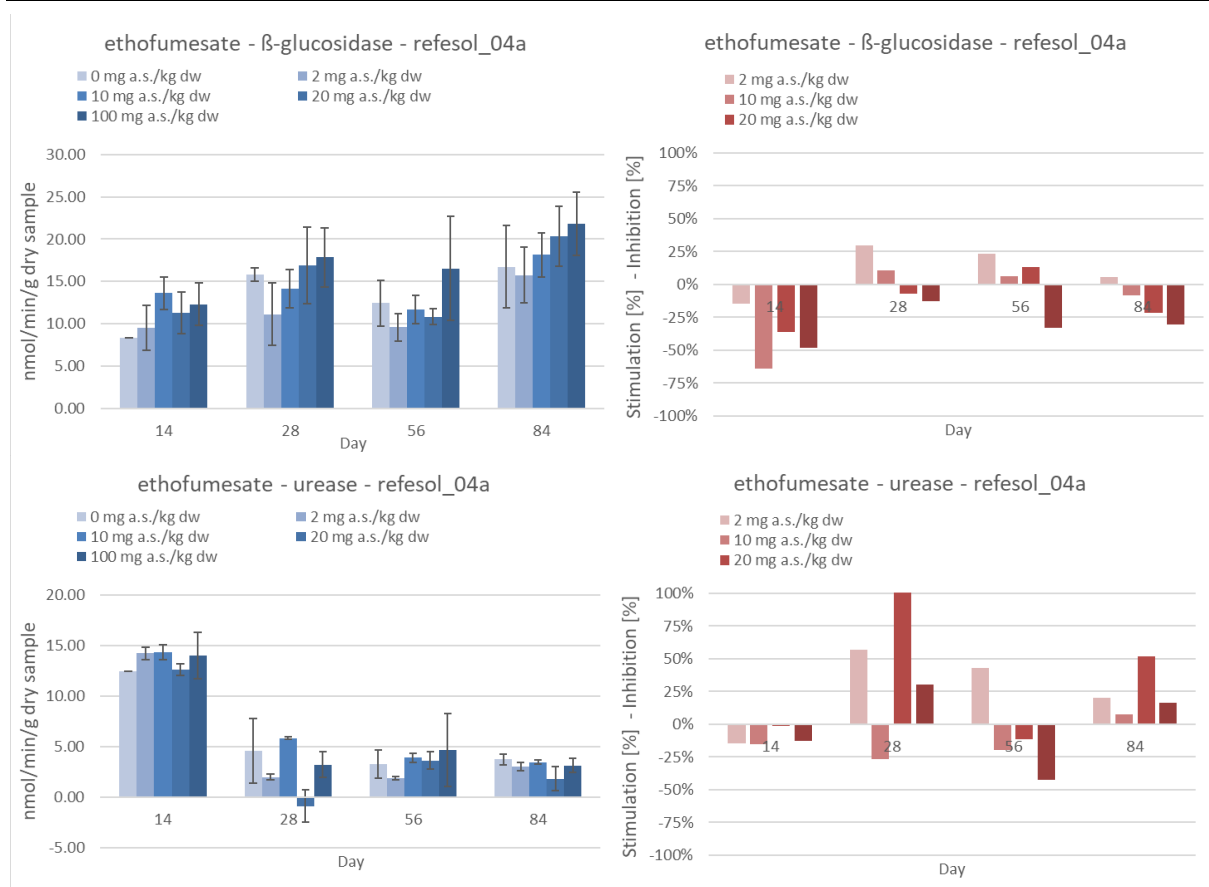 ethofumesate - ß-glucosidase - refesol_04a
0 mg a.s./kg dw 2 mg a.s./kg dw
10 mg a.s./kg dw 20 mg a.s./kg dw
100 mg a.s./kg dw
nmol/min/g dry sample
30.00
25.00
20.00
15.00
10.00
5.00
0.00
14 28 56 84
Day
ethofumesate - ß-glucosidase - refesol_04a
2 mg a.s./kg dw
10 mg a.s./kg dw
20 mg a.s./kg dw
Stimulation [%] - Inhibition [%]
100%
75%
50%
25%
0%
-25%
-50%
-75%
-100%
14 28 56 84
Day
ethofumesate - urease - refesol_04a
0 mg a.s./kg dw 2 mg a.s./kg dw
10 mg a.s./kg dw 20 mg a.s./kg dw
100 mg a.s./kg dw
nmol/min/g dry sample
20.00
15.00
10.00
5.00
0.00
-5.00
14 28 56 84
Day
ethofumesate - urease - refesol_04a
2 mg a.s./kg dw
10 mg a.s./kg dw
20 mg a.s./kg dw
Stimulation [%] - Inhibition [%]
100%
75%
50%
25%
0%
-25%
-50%
-75%
-100%
14 28 56 84
Day